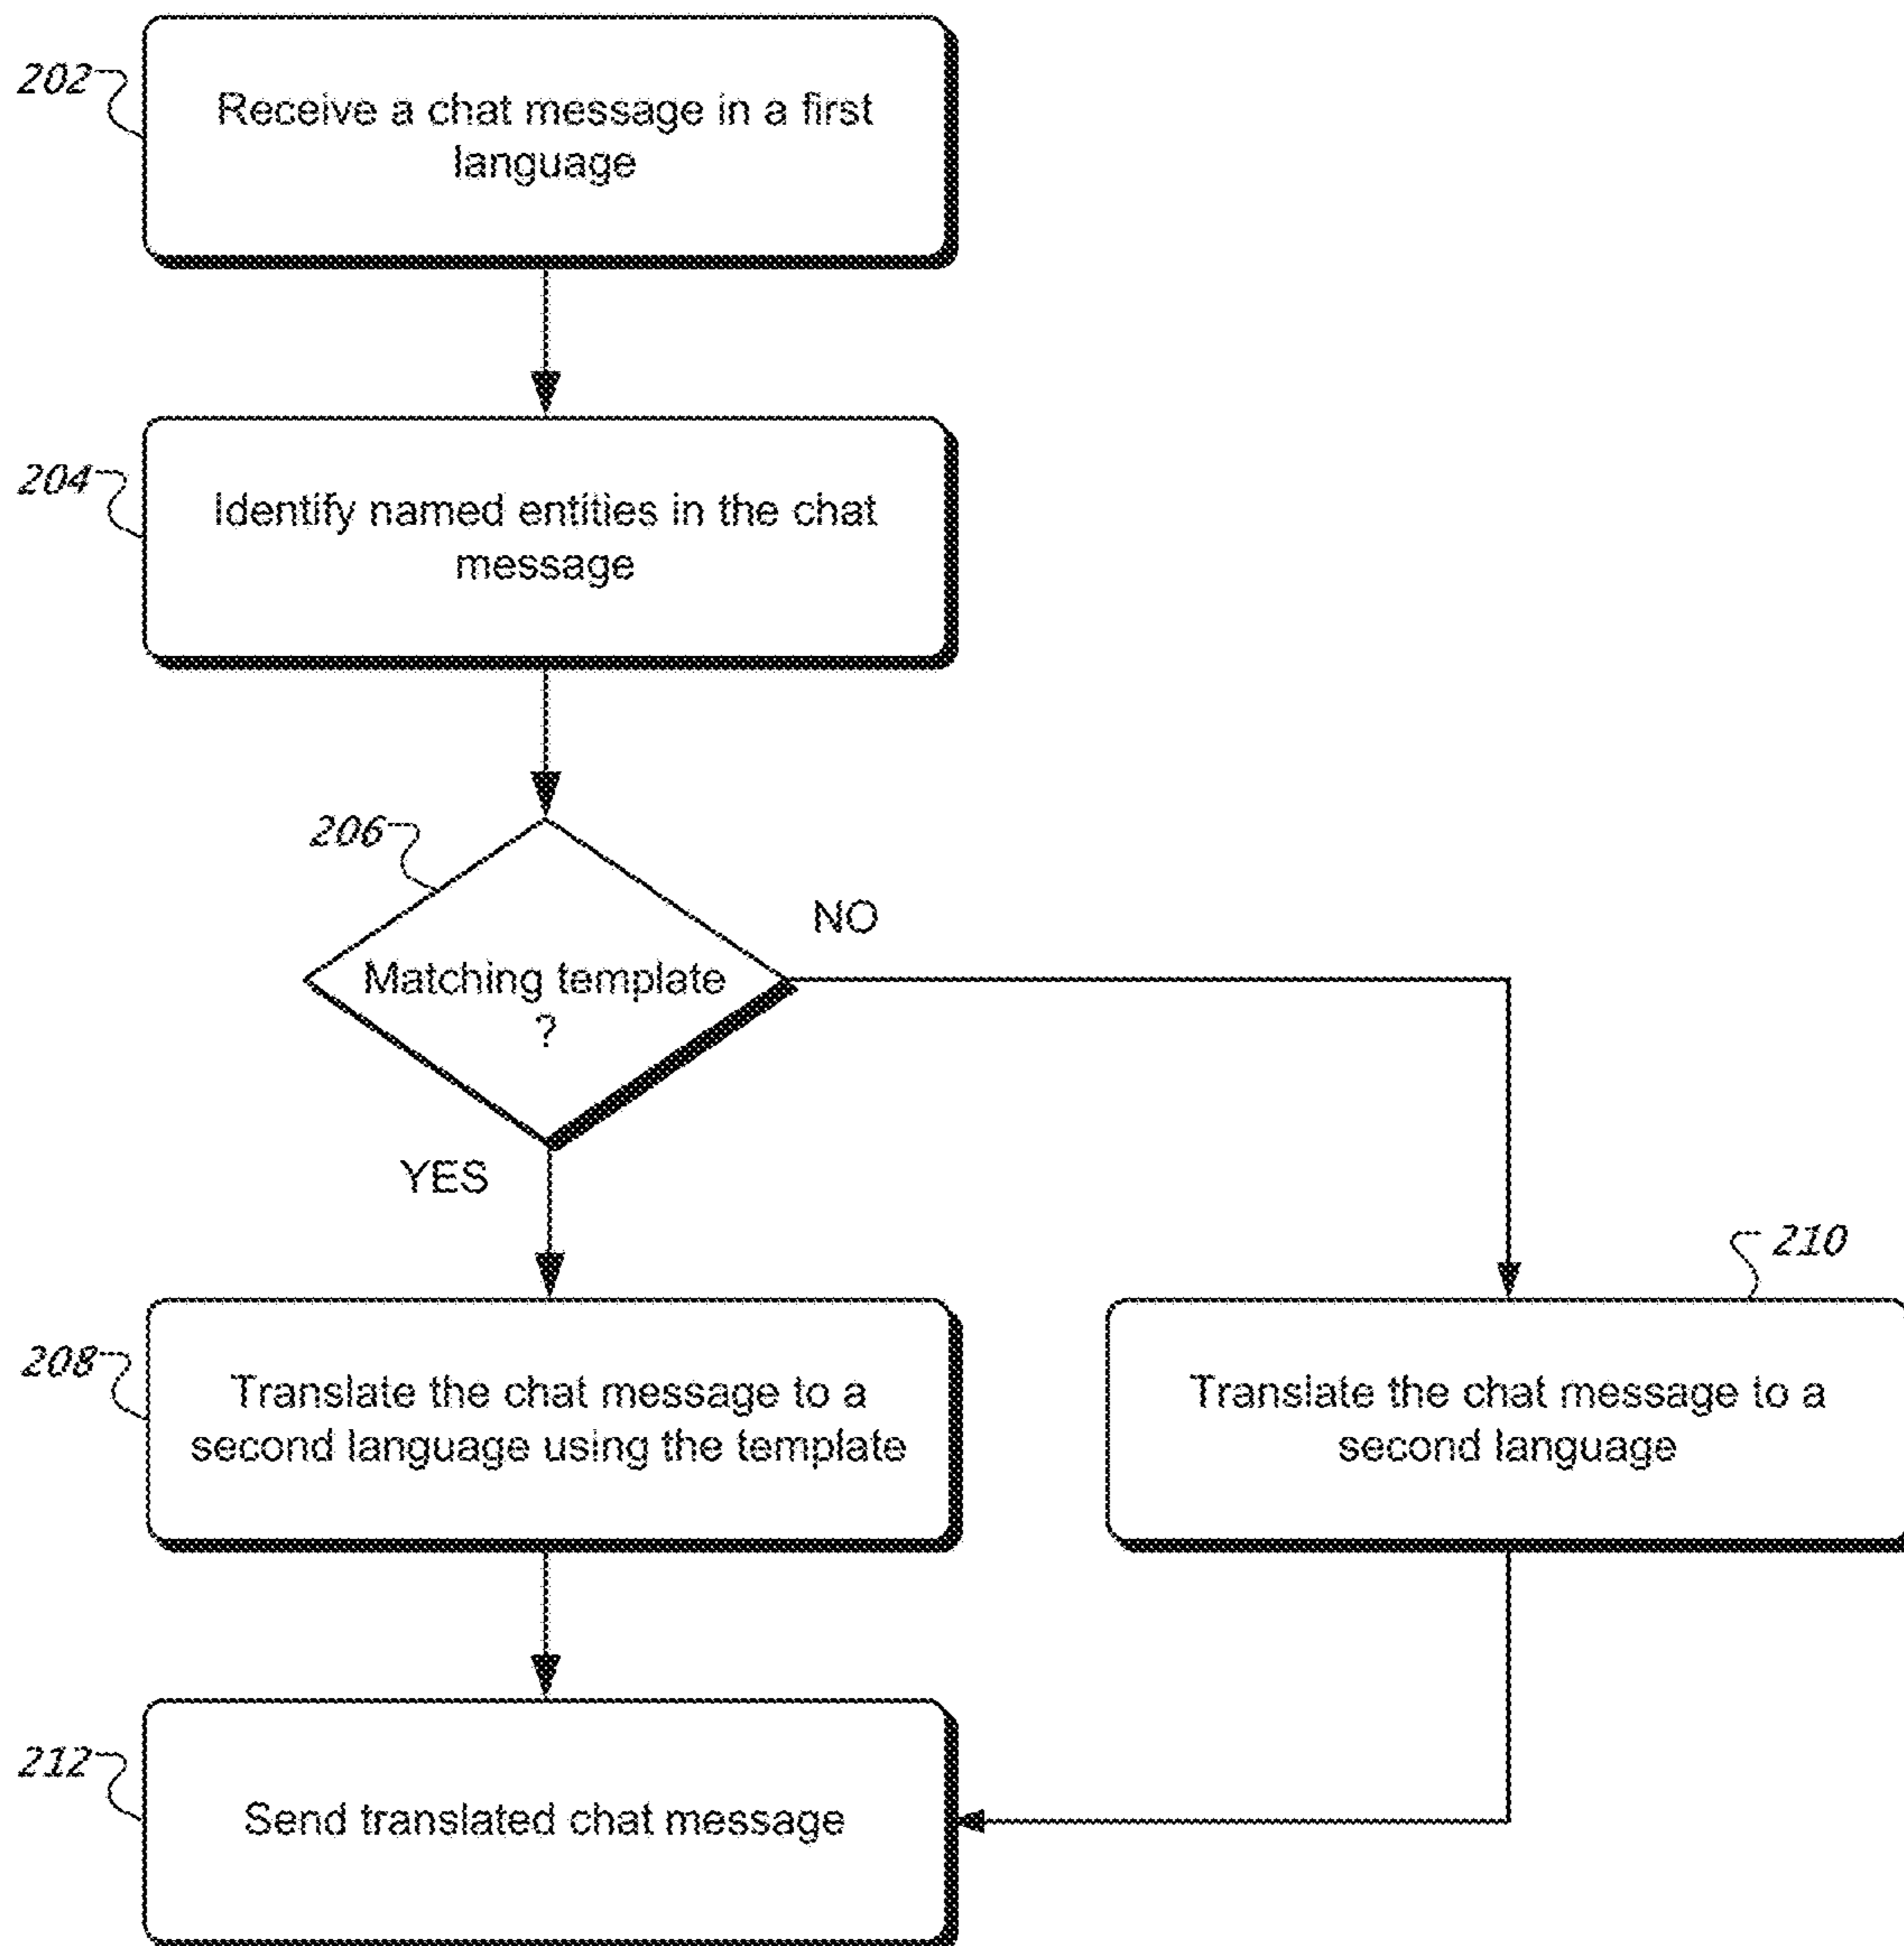 202
Receive a chat message in a first
language
204
Identify named entities in the chat
message
206
NO
Matching template
?
YES
210
208
Translate the chat message to a
second language using the template
Translate the chat message to a
second language
212
Send translated chat message